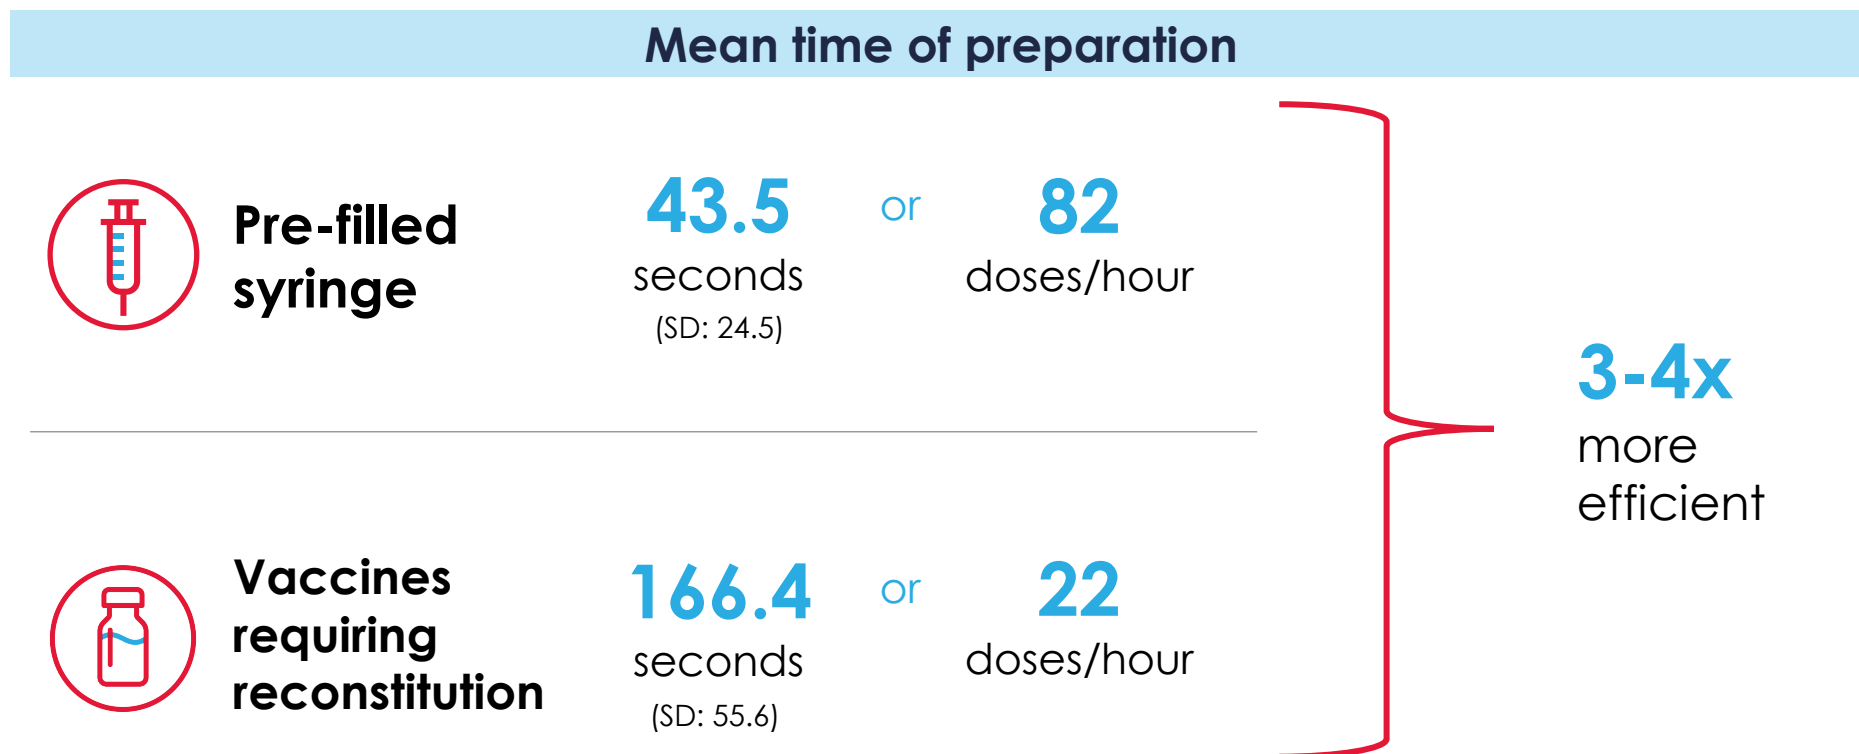 Mean time of preparation
Pre-filled
syringe
43.5
seconds
(SD: 24.5)
or
82
doses/hour
Vaccines
requiring
reconstitution
166.4
seconds
(SD: 55.6)
or
22
doses/hour
3-4x
more
efficient